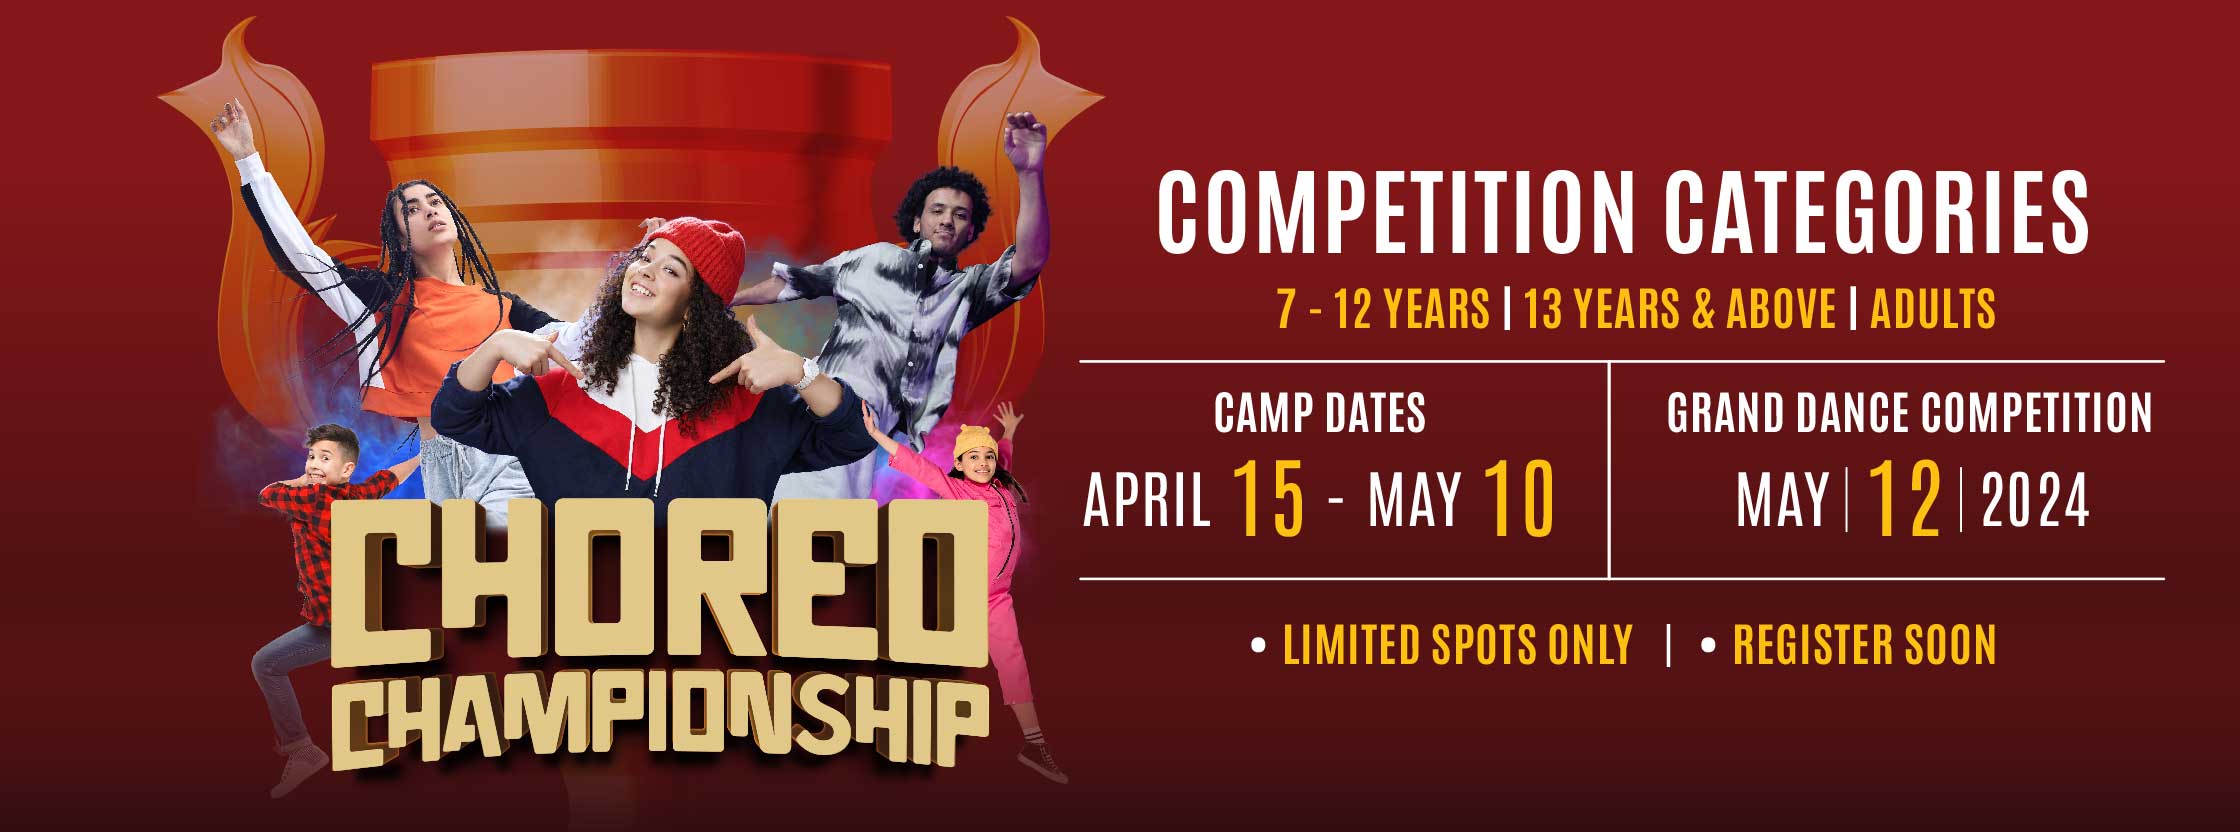 CHOREO
CHAMPIONSHIP
COMPETITION CATEGORIES
7 - 12 YEARS | 13 YEARS & ABOVE | ADULTS
CAMP DATES
APRIL 15 - MAY 10
GRAND DANCE COMPETITION
MAY | 12 | 2024
• LIMITED SPOTS ONLY | • REGISTER SOON